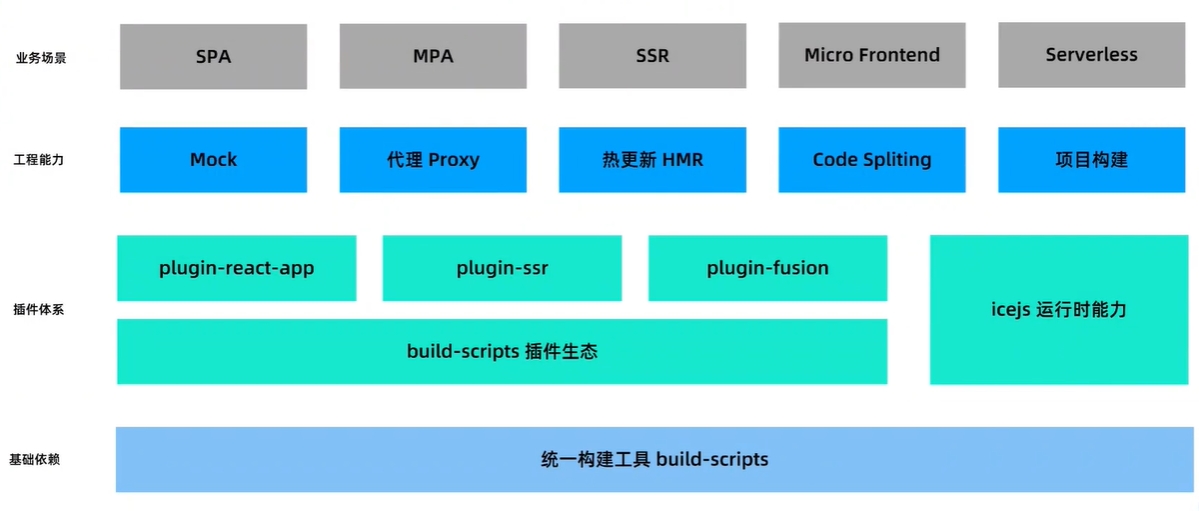 业务场景
SPA
MPA
SSR
Micro Frontend
Serverless
工程能力
Mock
代理 Proxy
热更新 HMR
Code Spliting
项目构建
插件体系
plugin-react-app
plugin-ssr
plugin-fusion
build-scripts 插件生态
icejs 运行时能力
基础依赖
统一构建工具 build-scripts